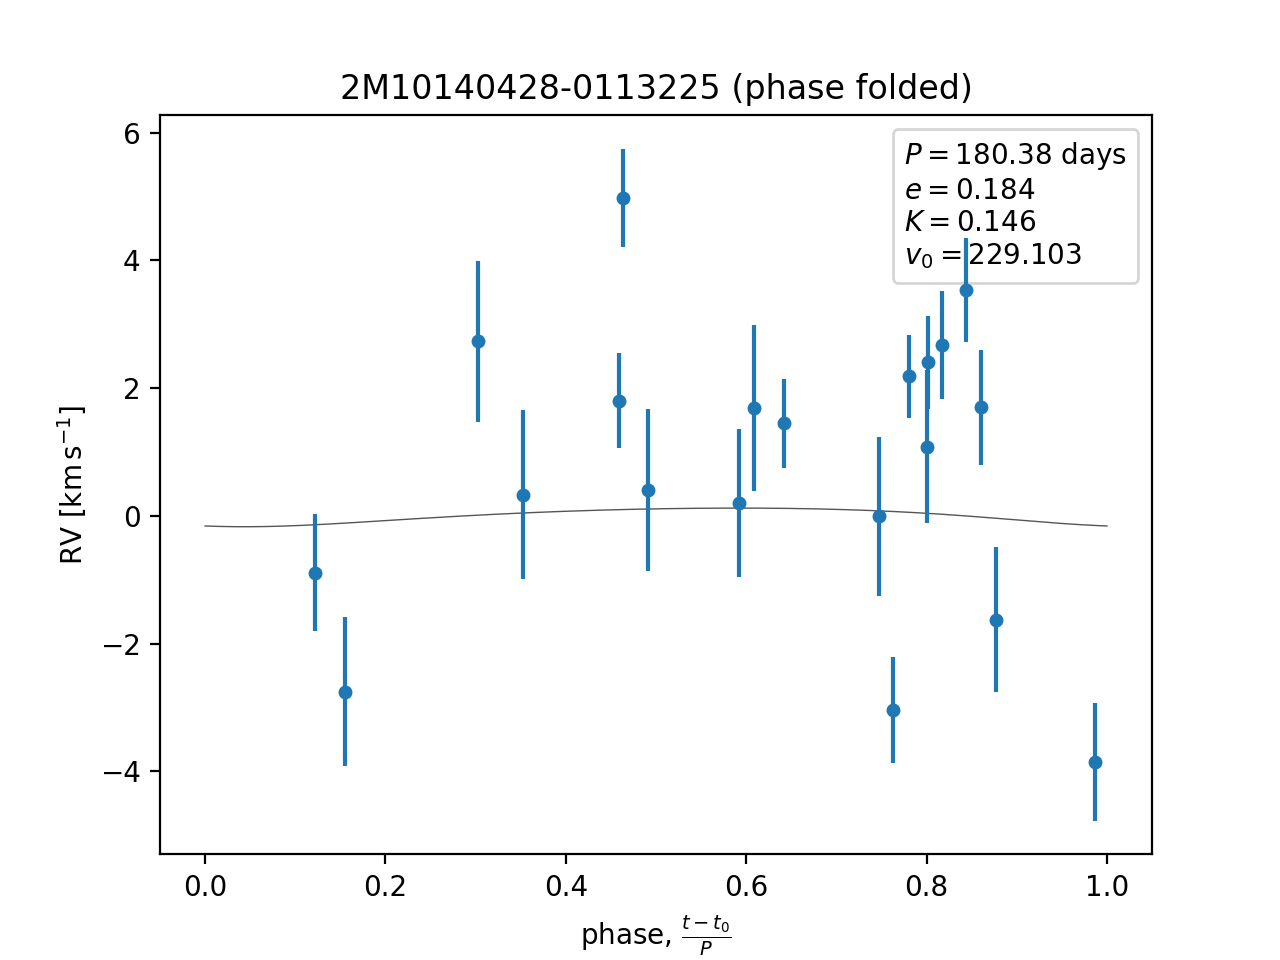 2M10140428-0113225 (phase folded)
P = 180.38 days
e = 0.184
K = 0.146
v₀ = 229.103
RV [km s⁻¹]
6
4
2
0
−2
−4
0.0 0.2 0.4 0.6 0.8 1.0
phase, (t − t₀)/P